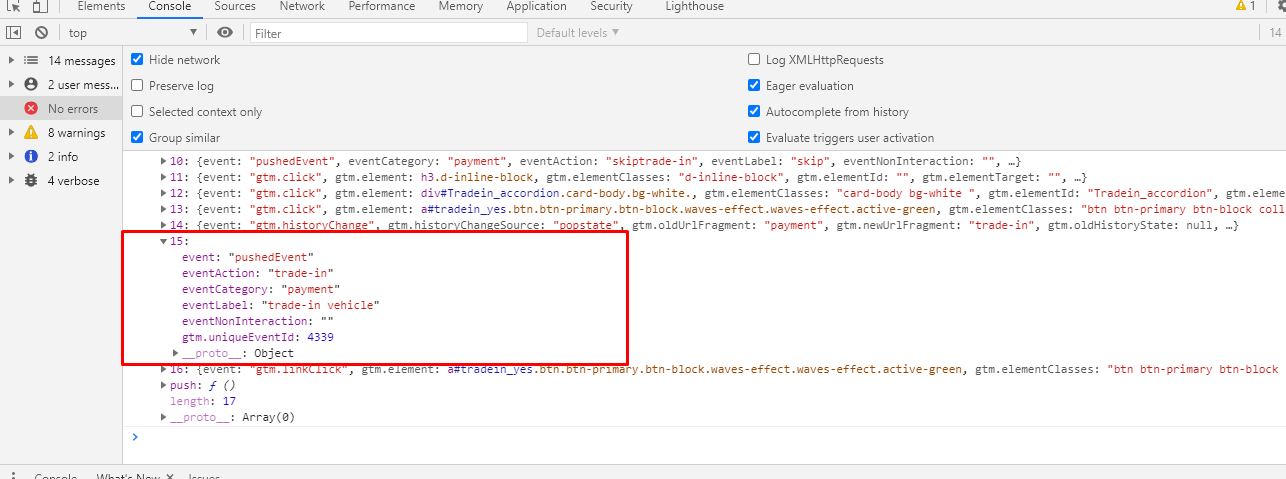 Elements Console Sources Network Performance Memory Application Security Lighthouse 1
top Filter Default levels 14
14 messages
2 user mess...
No errors
8 warnings
2 info
4 verbose
Hide network Log XMLHttpRequests
Preserve log Eager evaluation
Selected context only Autocomplete from history
Group similar Evaluate triggers user activation
10: {event: "pushedEvent", eventCategory: "payment", eventAction: "skiptrade-in", eventLabel: "skip", eventNonInteraction: "", …}
11: {event: "gtm.click", gtm.element: h3.d-inline-block, gtm.elementClasses: "d-inline-block", gtm.elementId: "", gtm.elementTarget: "", …}
12: {event: "gtm.click", gtm.element: div#Tradein_accordion.card-body.bg-white., gtm.elementClasses: "card-body bg-white ", gtm.elementId: "Tradein_accordion", gtm.eleme
13: {event: "gtm.click", gtm.element: a#tradein_yes.btn.btn-primary.btn-block.waves-effect.waves-effect.active-green, gtm.elementClasses: "btn btn-primary btn-block coll
14: {event: "gtm.historyChange", gtm.historyChangeSource: "popstate", gtm.oldUrlFragment: "payment", gtm.newUrlFragment: "trade-in", gtm.oldHistoryState: null, …}
15:
event: "pushedEvent"
eventAction: "trade-in"
eventCategory: "payment"
eventLabel: "trade-in vehicle"
eventNonInteraction: ""
gtm.uniqueEventId: 4339
__proto__: Object
16: {event: "gtm.linkClick", gtm.element: a#tradein_yes.btn.btn-primary.btn-block.waves-effect.waves-effect.active-green, gtm.elementClasses: "btn btn-primary btn-block
push: ƒ ()
length: 17
__proto__: Array(0)
Console What's New Issues